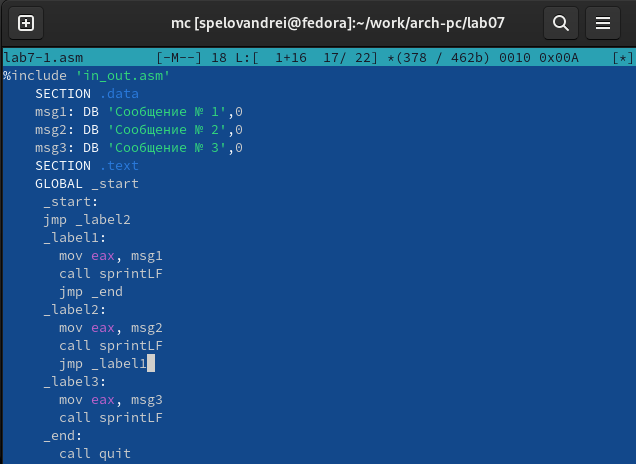 mc [spelovandrei@fedora]:~/work/arch-pc/lab07
lab7-1.asm [-M--] 18 L:[ 1+16 17/ 22] *(378 / 462b) 0010 0x00A [*]
%include 'in_out.asm'
SECTION .data
msg1: DB 'Сообщение № 1',0
msg2: DB 'Сообщение № 2',0
msg3: DB 'Сообщение № 3',0
SECTION .text
GLOBAL _start
_start:
jmp _label2
_label1:
mov eax, msg1
call sprintLF
jmp _end
_label2:
mov eax, msg2
call sprintLF
jmp _label1
_label3:
mov eax, msg3
call sprintLF
_end:
call quit